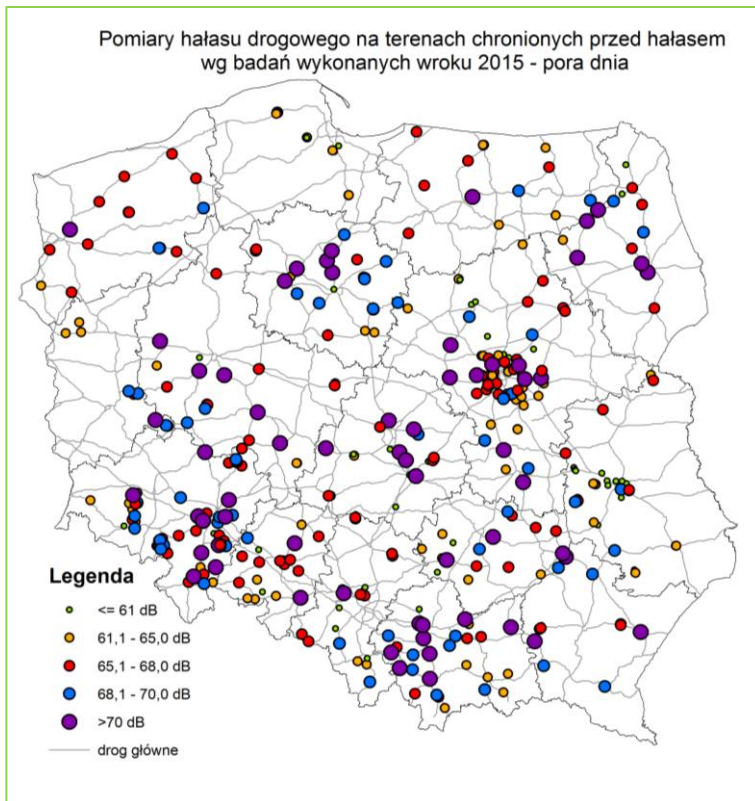 Pomiary hałasu drogowego na terenach chronionych przed hałasem
wg badań wykonanych wroku 2015 - pora dnia
Legenda
<= 61 dB
61,1 - 65,0 dB
65,1 - 68,0 dB
68,1 - 70,0 dB
>70 dB
drog główne